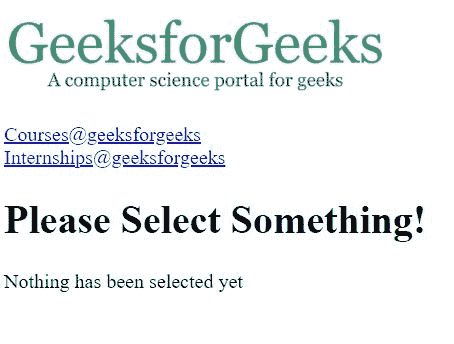 GeeksforGeeks
A computer science portal for geeks
Courses@geeksforgeeks
Internships@geeksforgeeks
Please Select Something!
Nothing has been selected yet